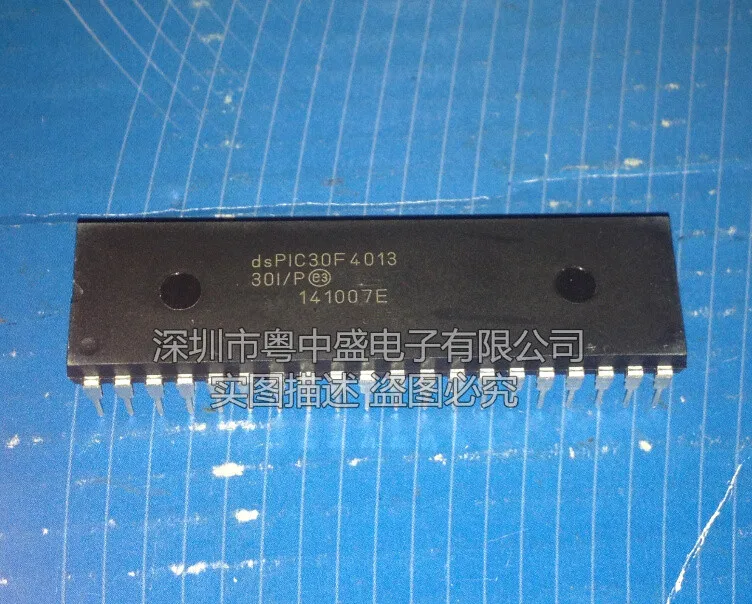 dsPIC30F4013
30I/P e3
141007E
深圳市粤中盛电子有限公司
实图描述 盗图必究